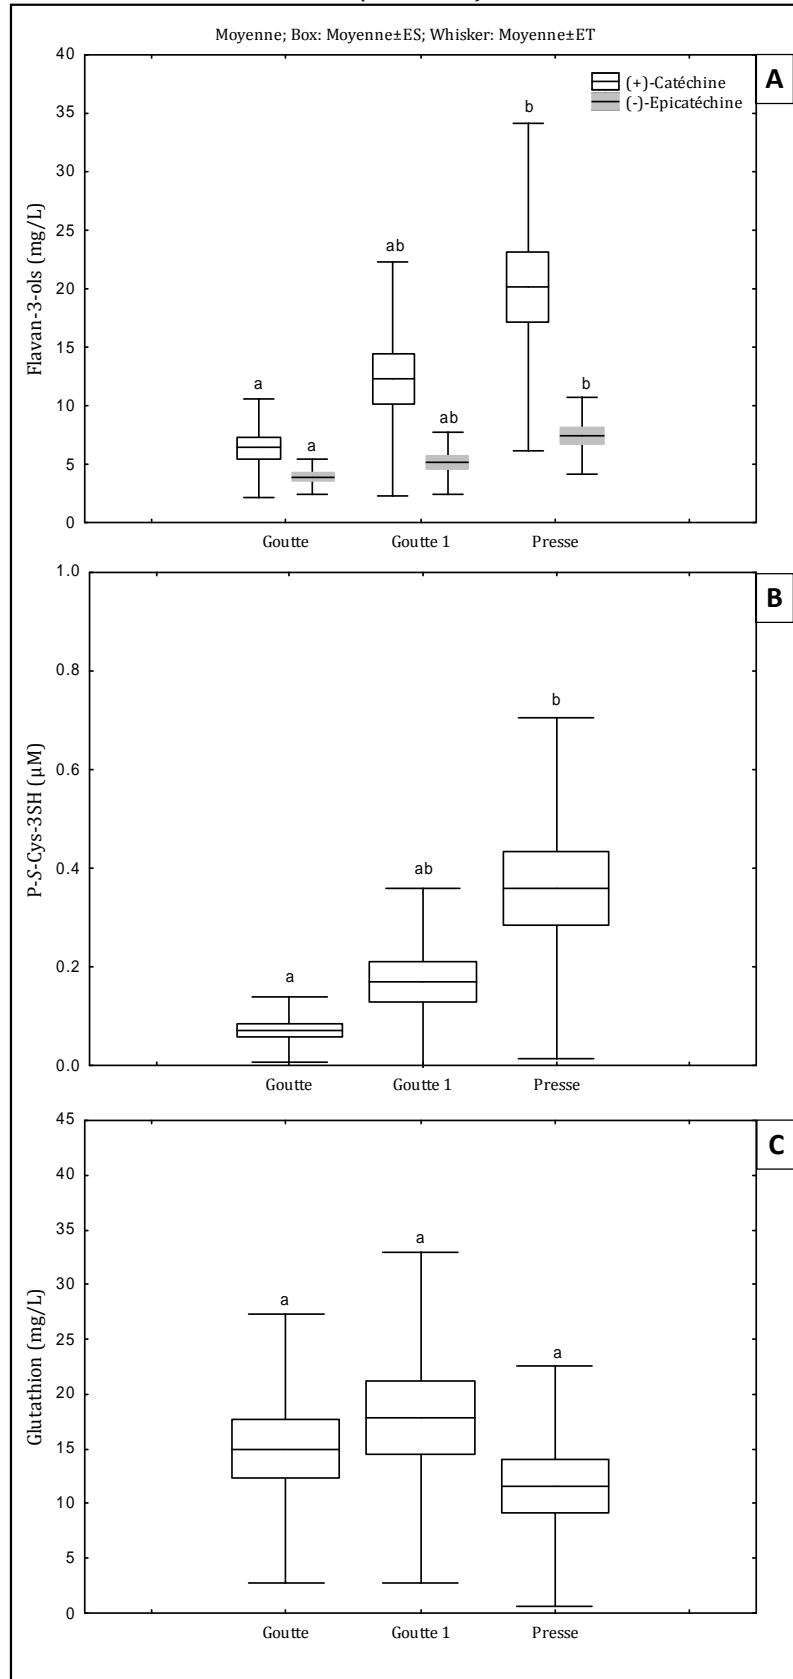 Moyenne; Box: Moyenne±ES; Whisker: Moyenne±ET
A
(+)-Catéchine
(-)-Epicatéchine
Flavan-3-ols (mg/L)
40
35
30
25
20
15
10
5
0
a
a
ab
ab
b
b
Goutte Goutte 1 Presse
B
P-S-Cys-3SH (µM)
1.0
0.8
0.6
0.4
0.2
0.0
a
ab
b
Goutte Goutte 1 Presse
C
Glutathion (mg/L)
45
40
35
30
25
20
15
10
5
0
a
a
a
Goutte Goutte 1 Presse